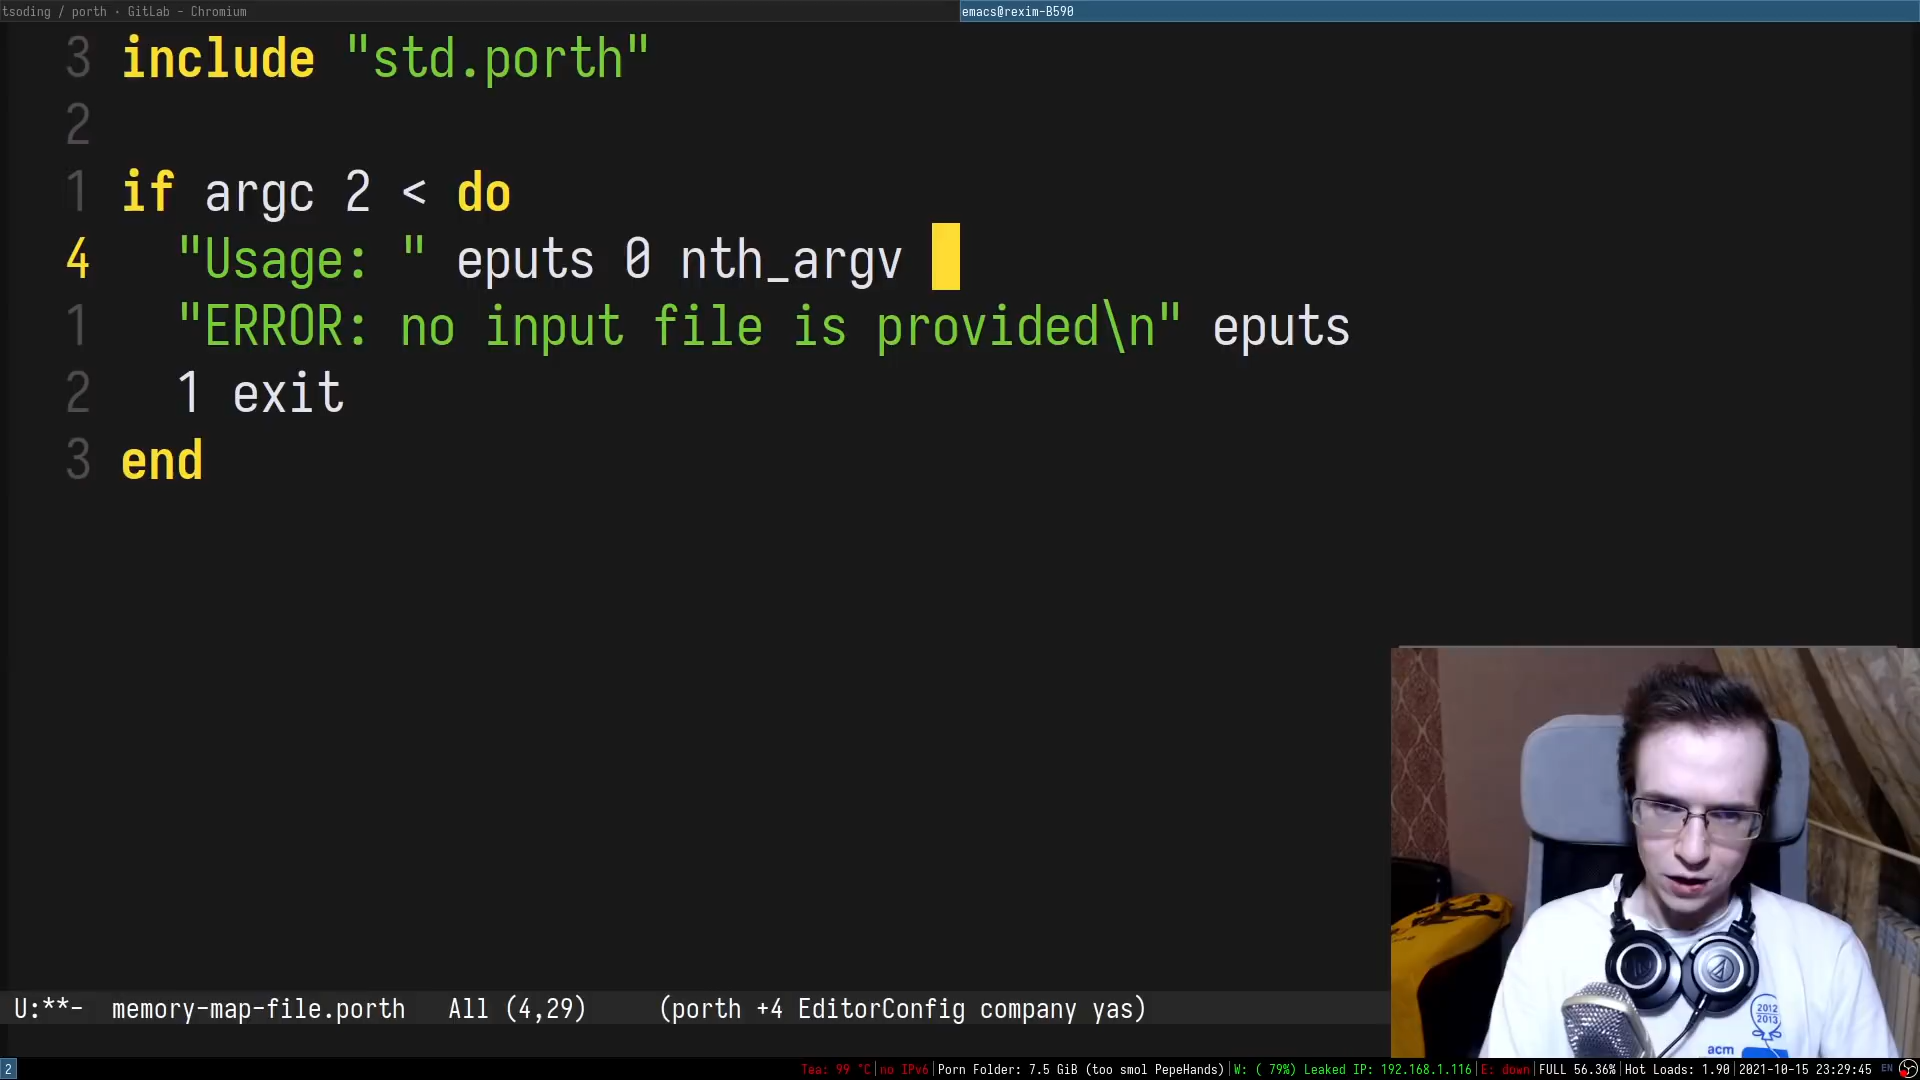 tsoding / porth · GitLab - Chromium
emacs@rexim-B590
3 include "std.porth"
2
1 if argc 2 < do
4 "Usage: " eputs 0 nth_argv
1 "ERROR: no input file is provided\n" eputs
2 1 exit
3 end
2012
2013
acm
U:**- memory-map-file.porth All (4,29) (porth +4 EditorConfig company yas)
2 Tea: 99 °C|no IPv6|Porn Folder: 7.5 GiB (too smol PepeHands)|W: ( 79%) Leaked IP: 192.168.1.116|E: down|FULL 56.36%|Hot Loads: 1.90|2021-10-15 23:29:45 EN